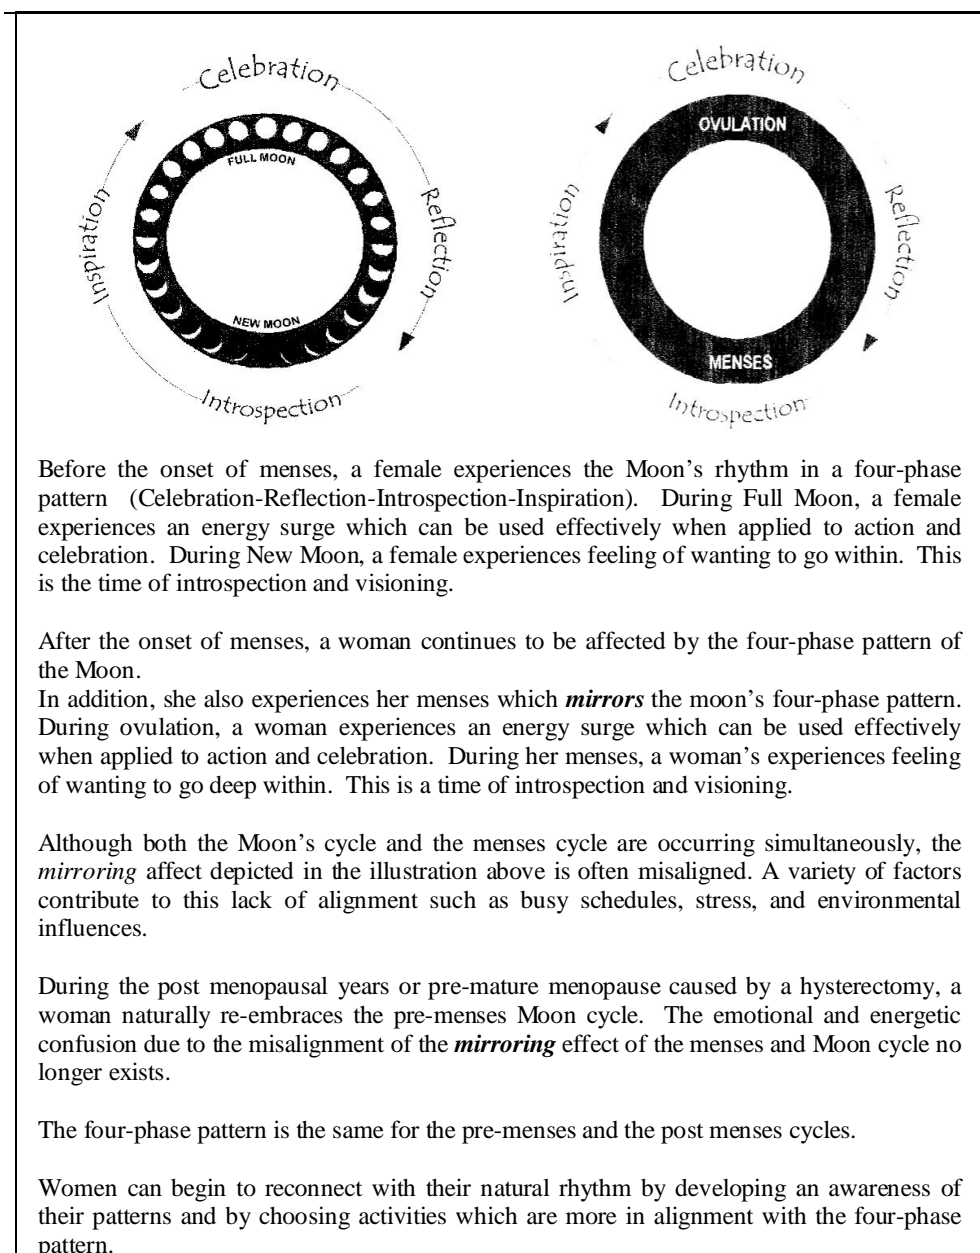 Celebration
FULL MOON
Inspiration
Reflection
NEW MOON
Introspection
Celebration
OVULATION
Inspiration
Reflection
MENSES
Introspection
Before the onset of menses, a female experiences the Moon’s rhythm in a four-phase
pattern (Celebration-Reflection-Introspection-Inspiration). During Full Moon, a female
experiences an energy surge which can be used effectively when applied to action and
celebration. During New Moon, a female experiences feeling of wanting to go within. This
is the time of introspection and visioning.
After the onset of menses, a woman continues to be affected by the four-phase pattern of
the Moon.
In addition, she also experiences her menses which mirrors the moon’s four-phase pattern.
During ovulation, a woman experiences an energy surge which can be used effectively
when applied to action and celebration. During her menses, a woman’s experiences feeling
of wanting to go deep within. This is a time of introspection and visioning.
Although both the Moon’s cycle and the menses cycle are occurring simultaneously, the
mirroring affect depicted in the illustration above is often misaligned. A variety of factors
contribute to this lack of alignment such as busy schedules, stress, and environmental
influences.
During the post menopausal years or pre-mature menopause caused by a hysterectomy, a
woman naturally re-embraces the pre-menses Moon cycle. The emotional and energetic
confusion due to the misalignment of the mirroring effect of the menses and Moon cycle no
longer exists.
The four-phase pattern is the same for the pre-menses and the post menses cycles.
Women can begin to reconnect with their natural rhythm by developing an awareness of
their patterns and by choosing activities which are more in alignment with the four-phase
pattern.